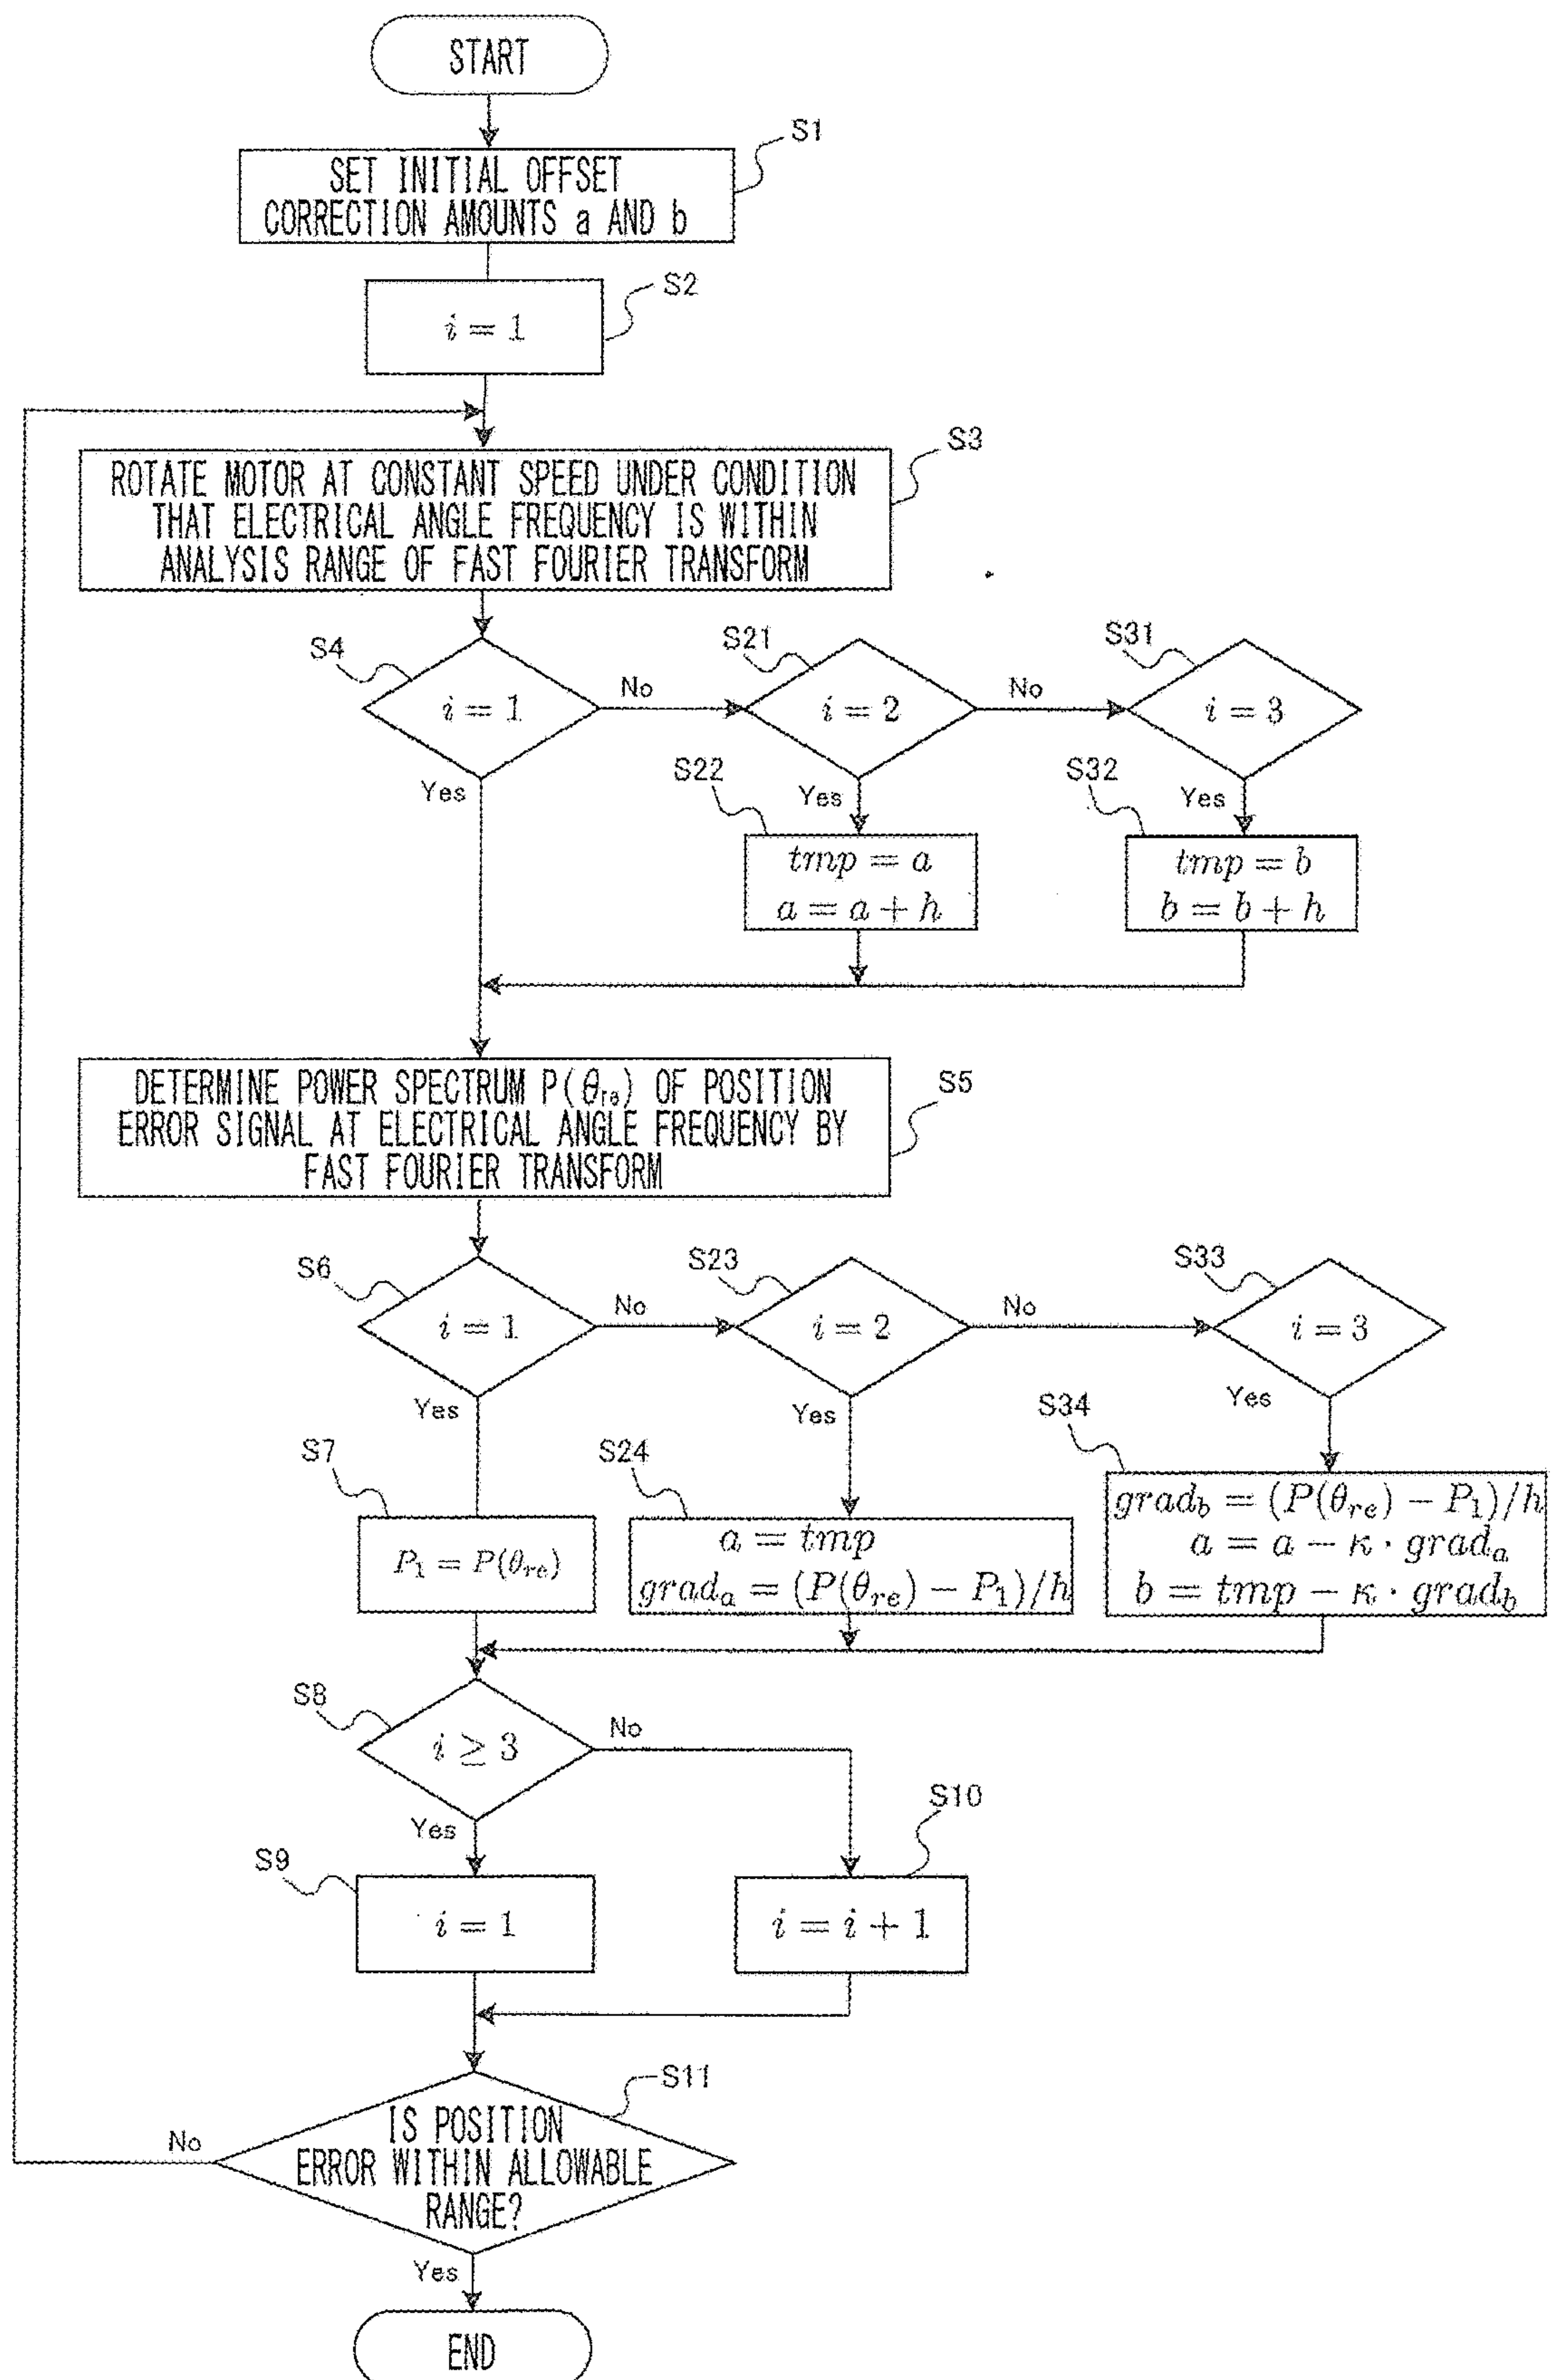 START
S1
SET INITIAL OFFSET
CORRECTION AMOUNTS a AND b
S2
i = 1
S3
ROTATE MOTOR AT CONSTANT SPEED UNDER CONDITION
THAT ELECTRICAL ANGLE FREQUENCY IS WITHIN
ANALYSIS RANGE OF FAST FOURIER TRANSFORM
S4
i = 1
No
S21
i = 2
No
S31
i = 3
Yes
S22
Yes
S32
Yes
tmp = a
a = a + h
tmp = b
b = b + h
S5
DETERMINE POWER SPECTRUM P(θre) OF POSITION
ERROR SIGNAL AT ELECTRICAL ANGLE FREQUENCY BY
FAST FOURIER TRANSFORM
S6
i = 1
No
S23
i = 2
No
S33
i = 3
Yes
Yes
Yes
S7
P1 = P(θre)
S24
a = tmp
grada = (P(θre) − P1)/h
S34
gradb = (P(θre) − P1)/h
a = a − κ · grada
b = tmp − κ · gradb
S8
i ≥ 3
No
Yes
S9
i = 1
S10
i = i + 1
S11
IS POSITION
ERROR WITHIN ALLOWABLE
RANGE?
No
Yes
END